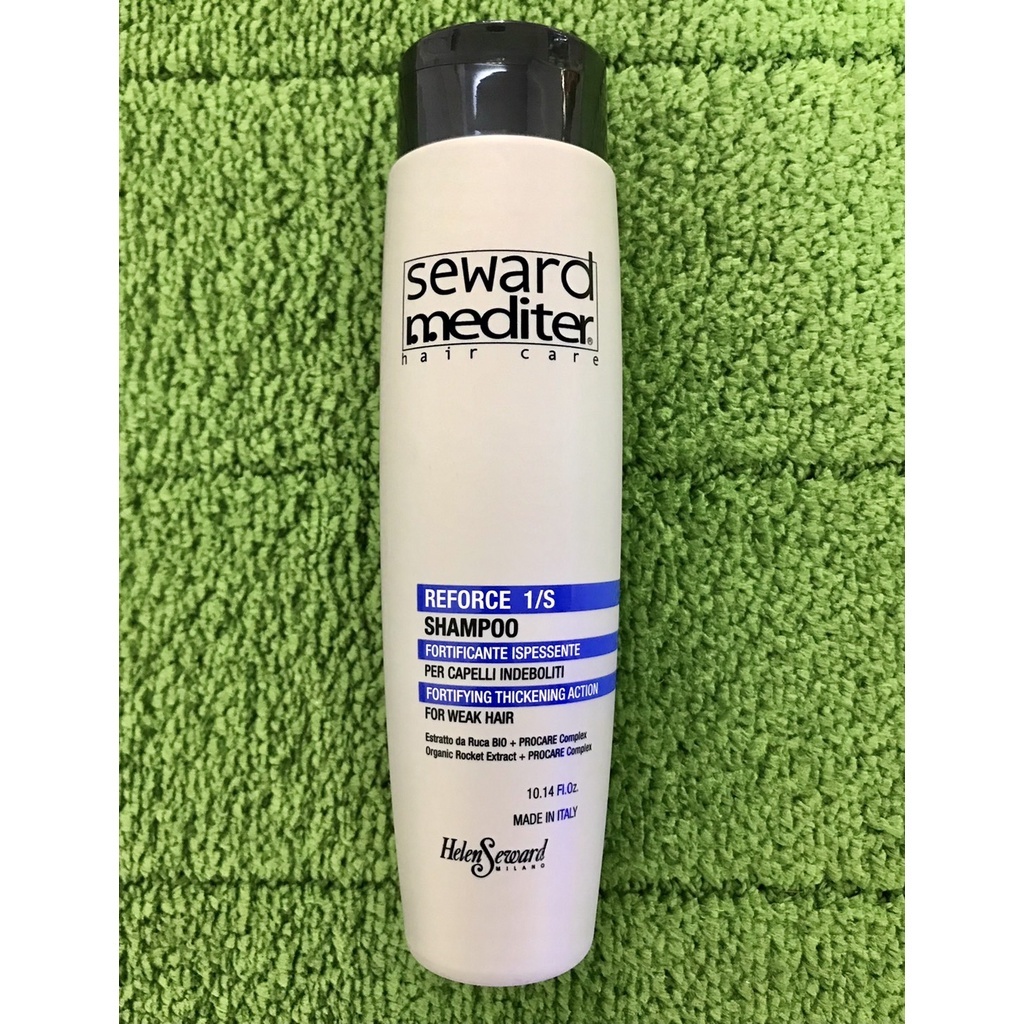 seward
mediter®
hair care
REFORCE 1/S
SHAMPOO
FORTIFICANTE ISPESSENTE
PER CAPELLI INDEBOLITI
FORTIFYING THICKENING ACTION
FOR WEAK HAIR
Estratto da Ruca BIO + PROCARE Complex
Organic Rocket Extract + PROCARE Complex
10.14 Fl.Oz.
MADE IN ITALY
Helen Seward
MILANO